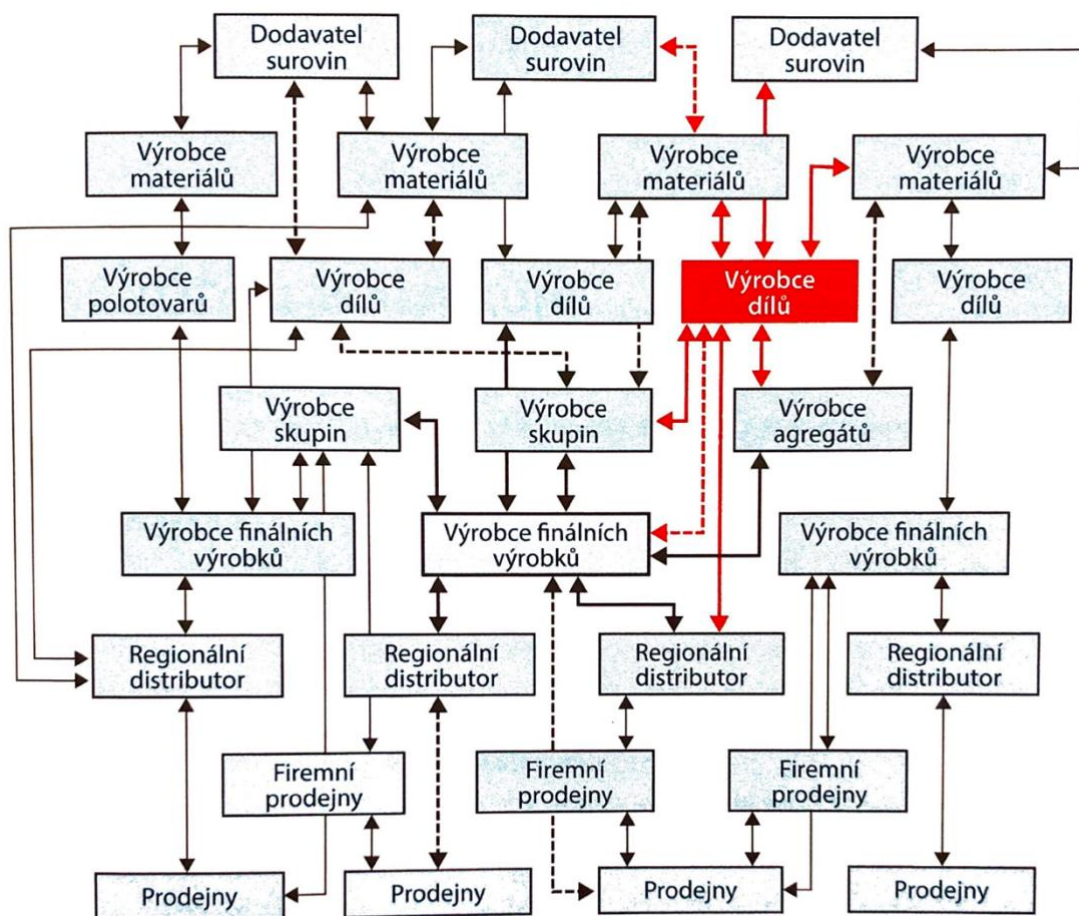 Dodavatel
surovin
Dodavatel
surovin
Dodavatel
surovin
Výrobce
materiálů
Výrobce
materiálů
Výrobce
materiálů
Výrobce
materiálů
Výrobce
polotovarů
Výrobce
dílů
Výrobce
dílů
Výrobce
dílů
Výrobce
dílů
Výrobce
skupin
Výrobce
skupin
Výrobce
agregátů
Výrobce finálních
výrobků
Výrobce finálních
výrobků
Výrobce finálních
výrobků
Regionální
distributor
Regionální
distributor
Regionální
distributor
Regionální
distributor
Firemní
prodejny
Firemní
prodejny
Firemní
prodejny
Prodejny
Prodejny
Prodejny
Prodejny